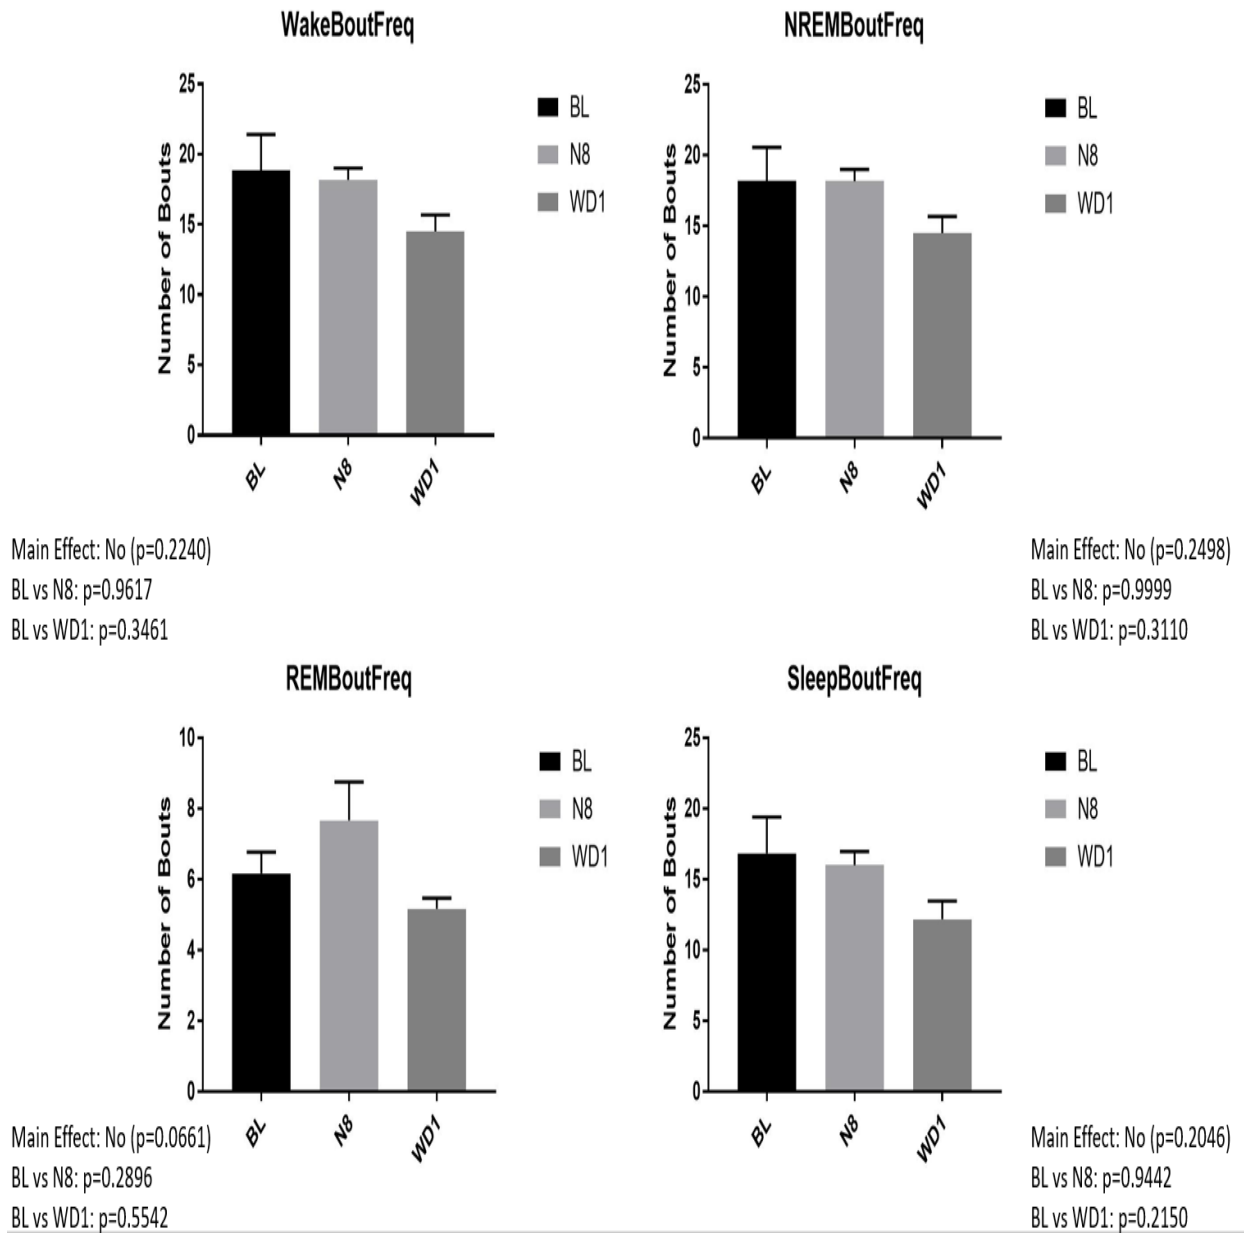 WakeBoutFreq
25
20
15
10
5
0
Number of Bouts
BL
N8
WD1
BL
N8
WD1
Main Effect: No (p=0.2240)
BL vs N8: p=0.9617
BL vs WD1: p=0.3461
NREMBoutFreq
25
20
15
10
5
0
Number of Bouts
BL
N8
WD1
BL
N8
WD1
Main Effect: No (p=0.2498)
BL vs N8: p=0.9999
BL vs WD1: p=0.3110
REMBoutFreq
10
8
6
4
2
0
Number of Bouts
BL
N8
WD1
BL
N8
WD1
Main Effect: No (p=0.0661)
BL vs N8: p=0.2896
BL vs WD1: p=0.5542
SleepBoutFreq
25
20
15
10
5
0
Number of Bouts
BL
N8
WD1
BL
N8
WD1
Main Effect: No (p=0.2046)
BL vs N8: p=0.9442
BL vs WD1: p=0.2150